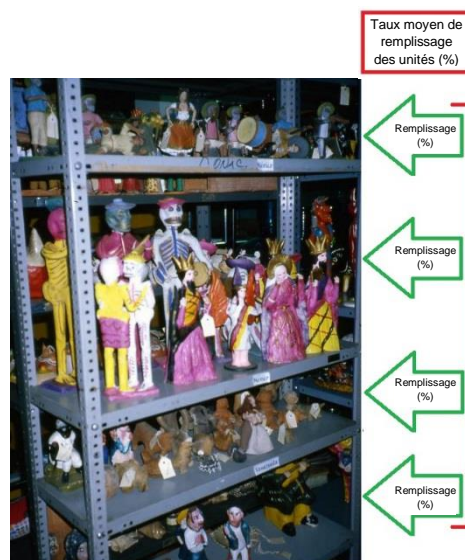 Taux moyen de
remplissage
des unités (%)
Remplissage
(%)
Remplissage
(%)
Remplissage
(%)
Remplissage
(%)